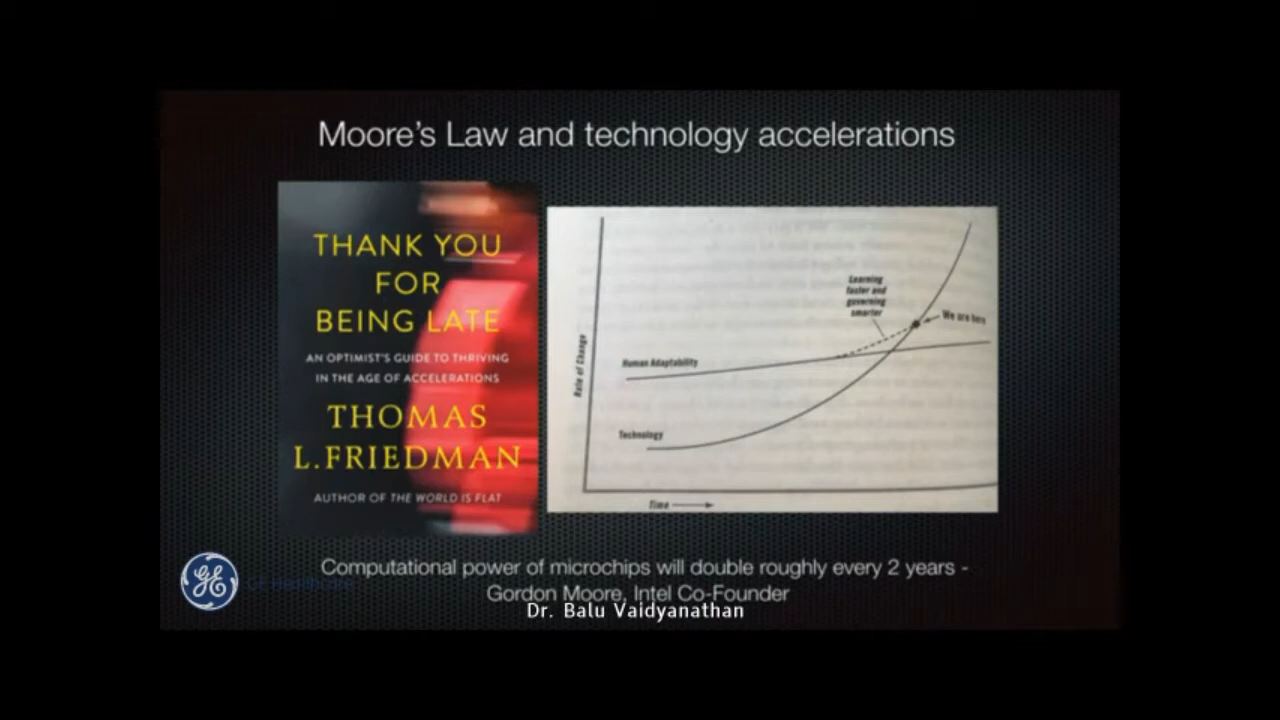 Moore's Law and technology accelerations
THANK YOU
FOR
BEING LATE
AN OPTIMIST'S GUIDE TO THRIVING
IN THE AGE OF ACCELERATIONS
THOMAS
L.FRIEDMAN
AUTHOR OF THE WORLD IS FLAT
Rate of Change
Human Adaptability
Technology
Learning
faster and
governing
smarter
We are here
Time
GE Healthcare
Computational power of microchips will double roughly every 2 years -
Gordon Moore, Intel Co-Founder
Dr. Balu Vaidyanathan